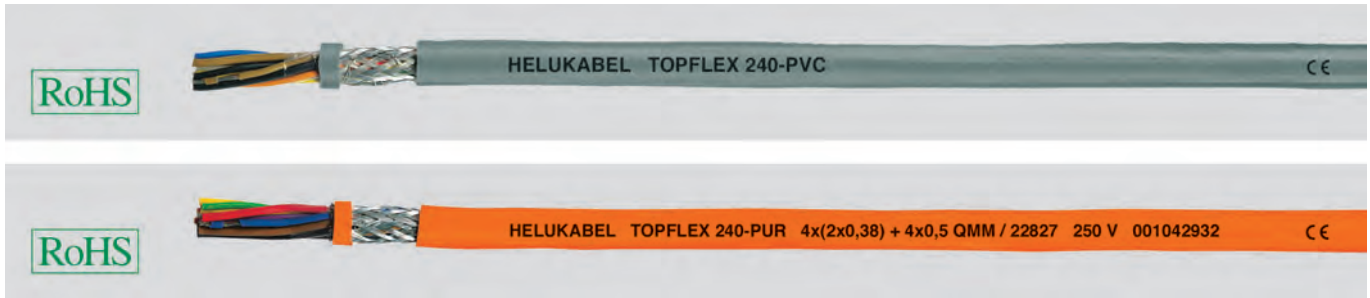 HELUKABEL TOPFLEX 240-PVC CE
RoHS
HELUKABEL TOPFLEX 240-PUR 4x(2x0,38) + 4x0,5 QMM / 22827 250 V 001042932 CE
RoHS